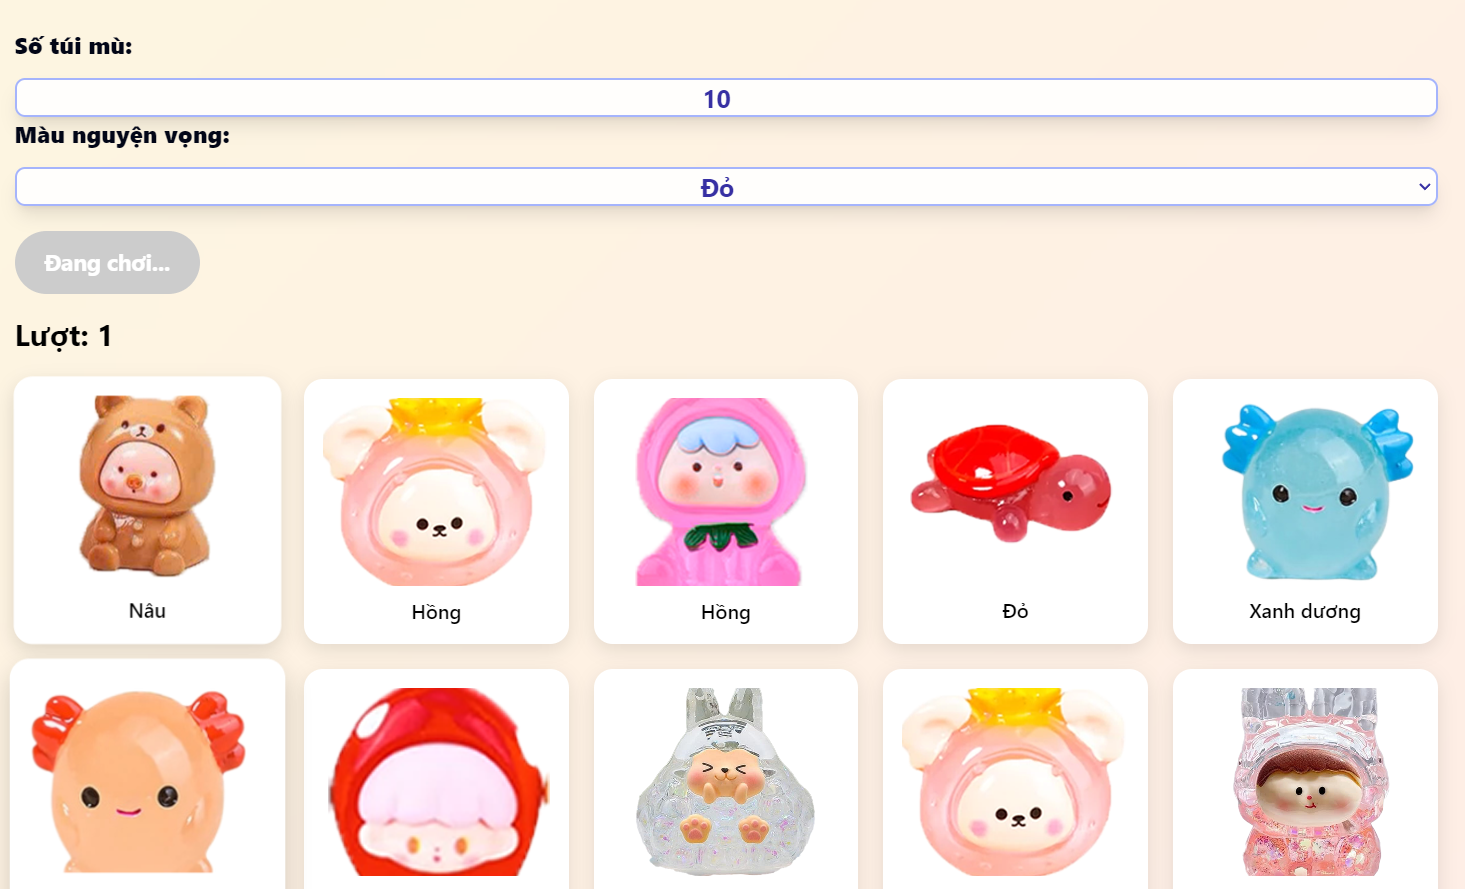 Số túi mù:
10
Màu nguyện vọng:
Đỏ
Đang chơi...
Lượt: 1
Nâu
Hồng
Hồng
Đỏ
Xanh dương